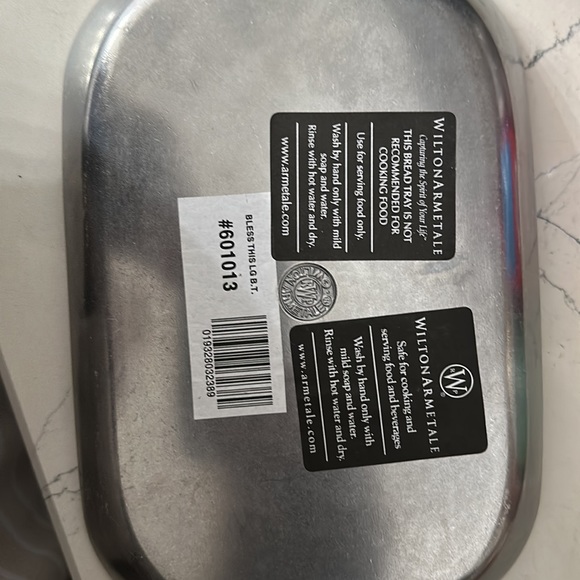 WILTONARMETALE
Capturing the Spirit of Your Life™
THIS BREAD TRAY IS NOT
RECOMMENDED FOR
COOKING FOOD
Use for serving food only.
Wash by hand only with mild
soap and water.
Rinse with hot water and dry.
www.armetale.com
BLESS THIS LG B.T.
#601013
019328032389
RWP
W
WILTONARMETALE
Safe for cooking and
serving food and beverages
Wash by hand only with
mild soap and water.
Rinse with hot water and dry.
www.armetale.com